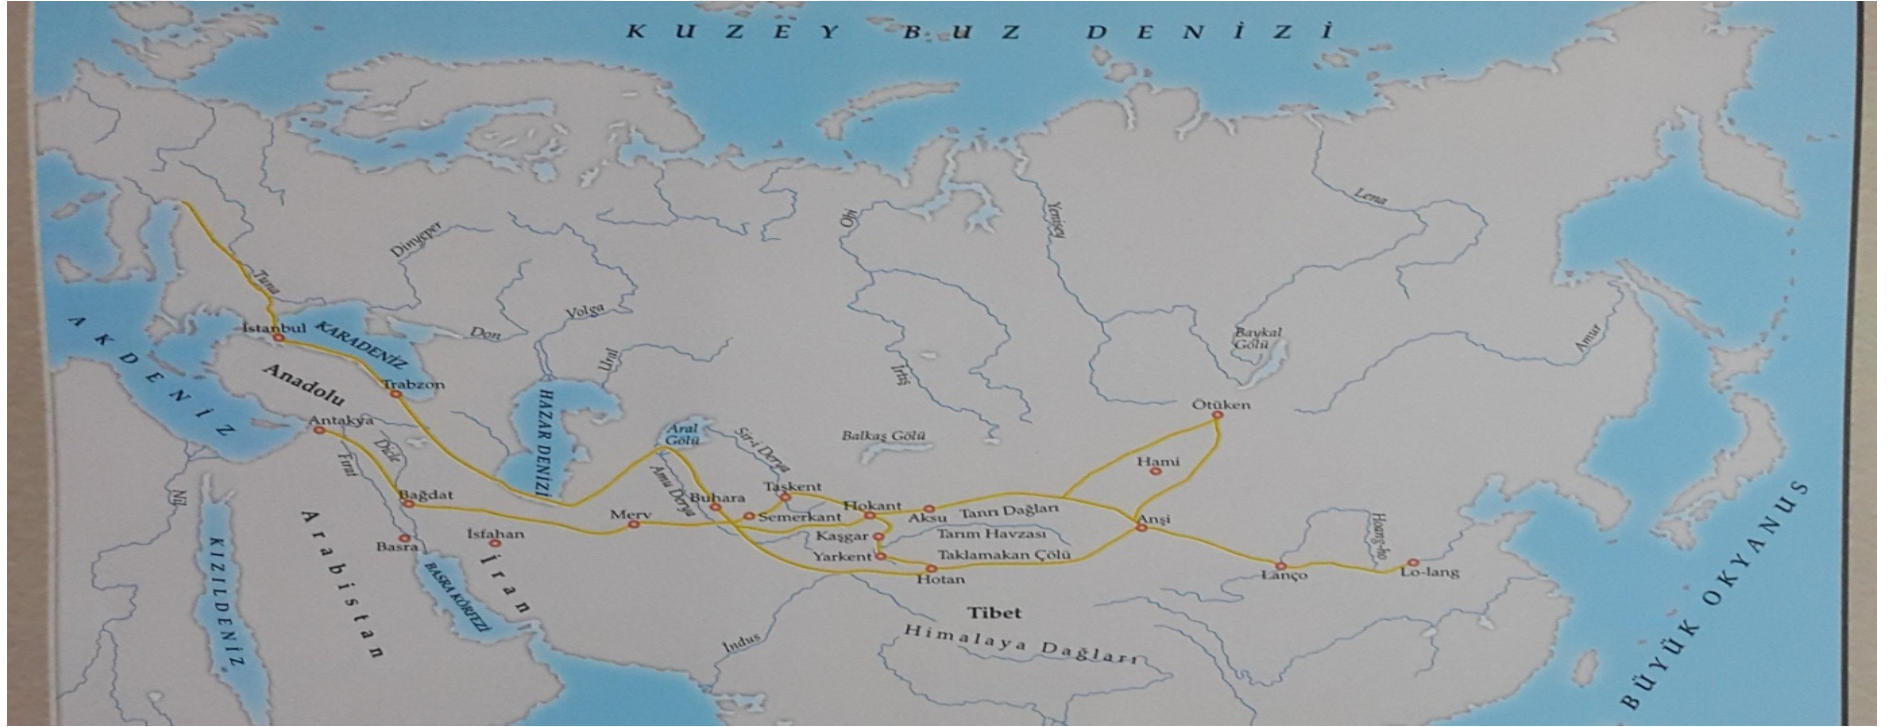 KUZEY BUZ DENİZİ
Lena
Yenişey
Obi
Dinyeper
Tuna
Volga
Don
Ural
İrtiş
Baykal
Gölü
Amur
İstanbul
KARADENİZ
AKDENİZ
Anadolu
Trabzon
HAZAR DENİZİ
Antakya
Aral
Gölü
Sir-i Derya
Balkaş Gölü
Ötüken
Dicle
Fırat
Amu Derya
Hami
Nil
Bağdat
Buhara
Taşkent
Merv
Semerkant
Hokant
Aksu
Tanrı Dağları
Anşi
Hoang-ho
Basra
İsfahan
Kaşgar
Tarım Havzası
Yarkent
Taklamakan Çölü
Hotan
Lanço
Lo-lang
Arabistan
İran
KIZILDENİZ
BASRA KÖRFEZİ
Tibet
İndus
Himalaya Dağları
BÜYÜK OKYANUS